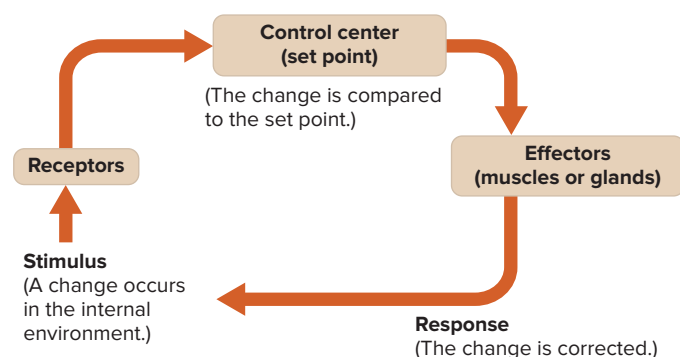 Control center
(set point)
(The change is compared
to the set point.)
Receptors
Effectors
(muscles or glands)
Stimulus
(A change occurs
in the internal
environment.)
Response
(The change is corrected.)